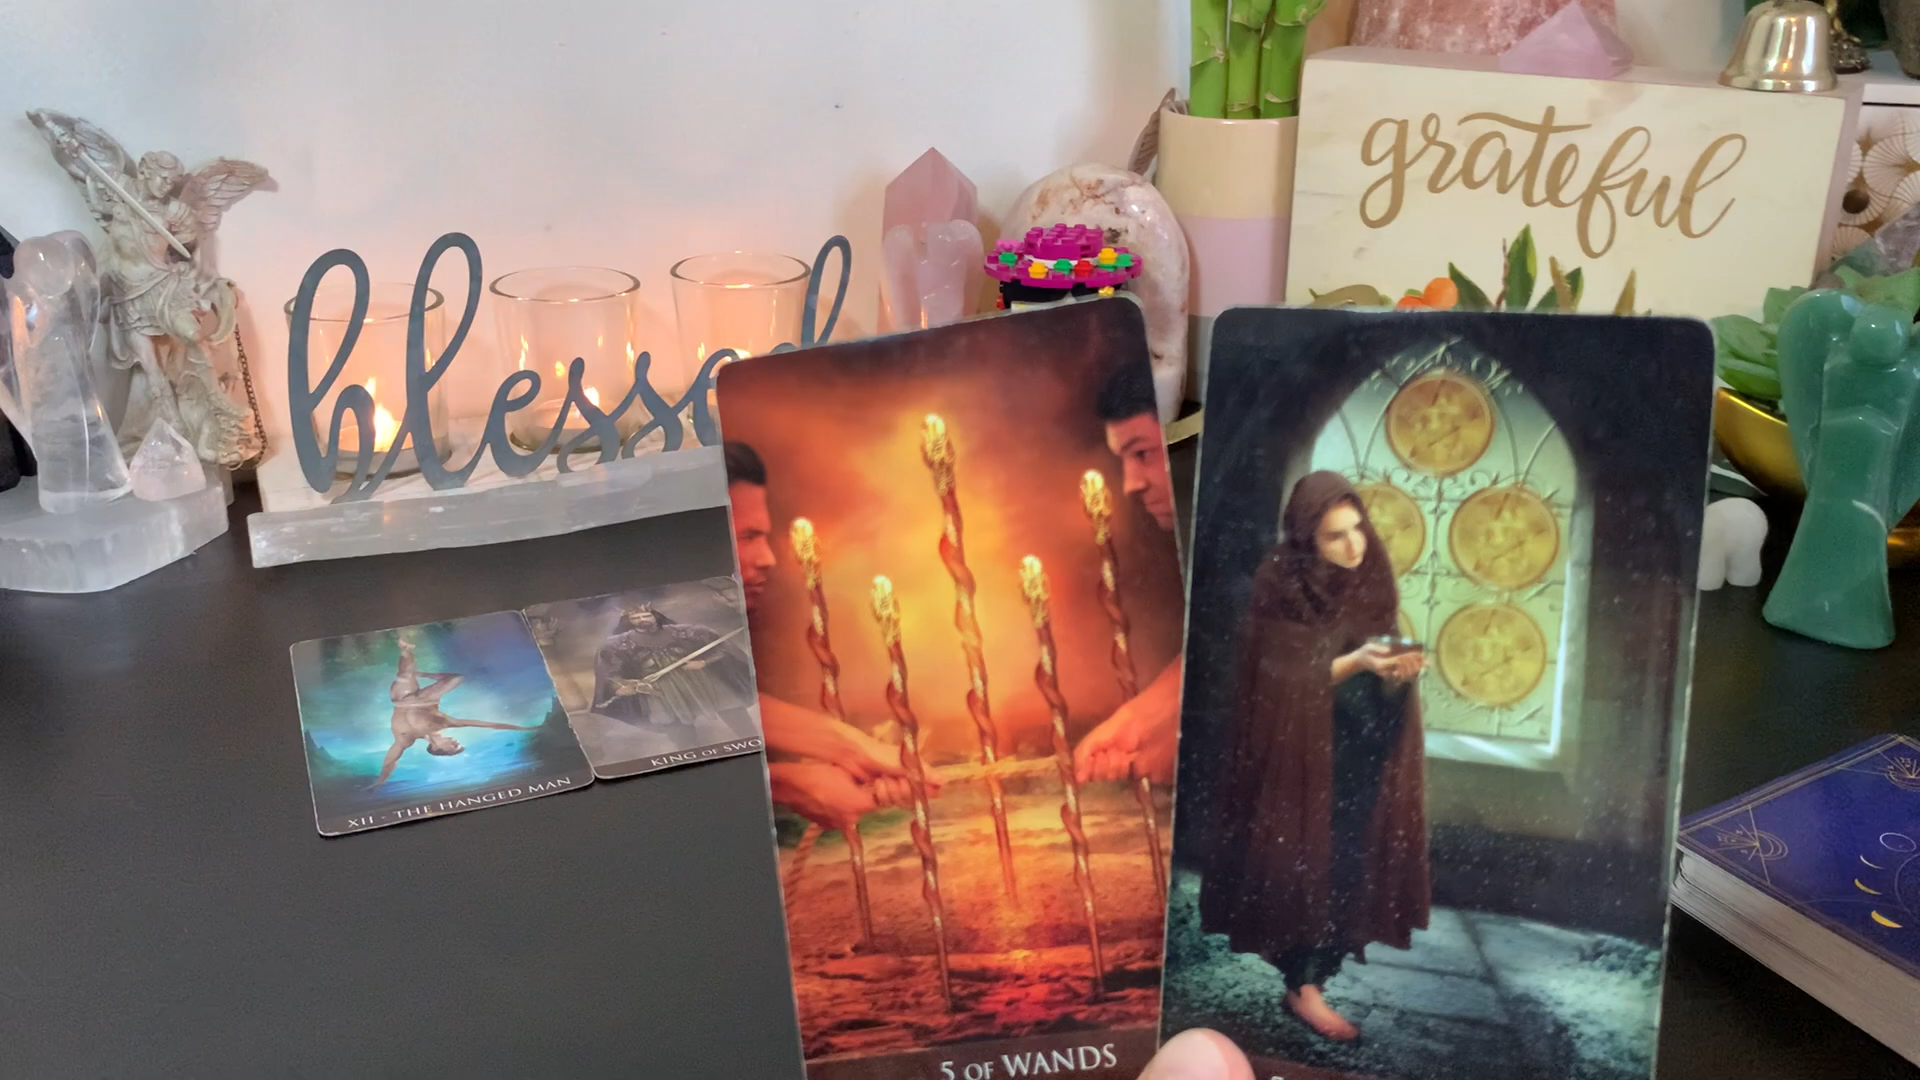 grateful
blessed
XII · THE HANGED MAN
KING OF SWO
5 OF WANDS